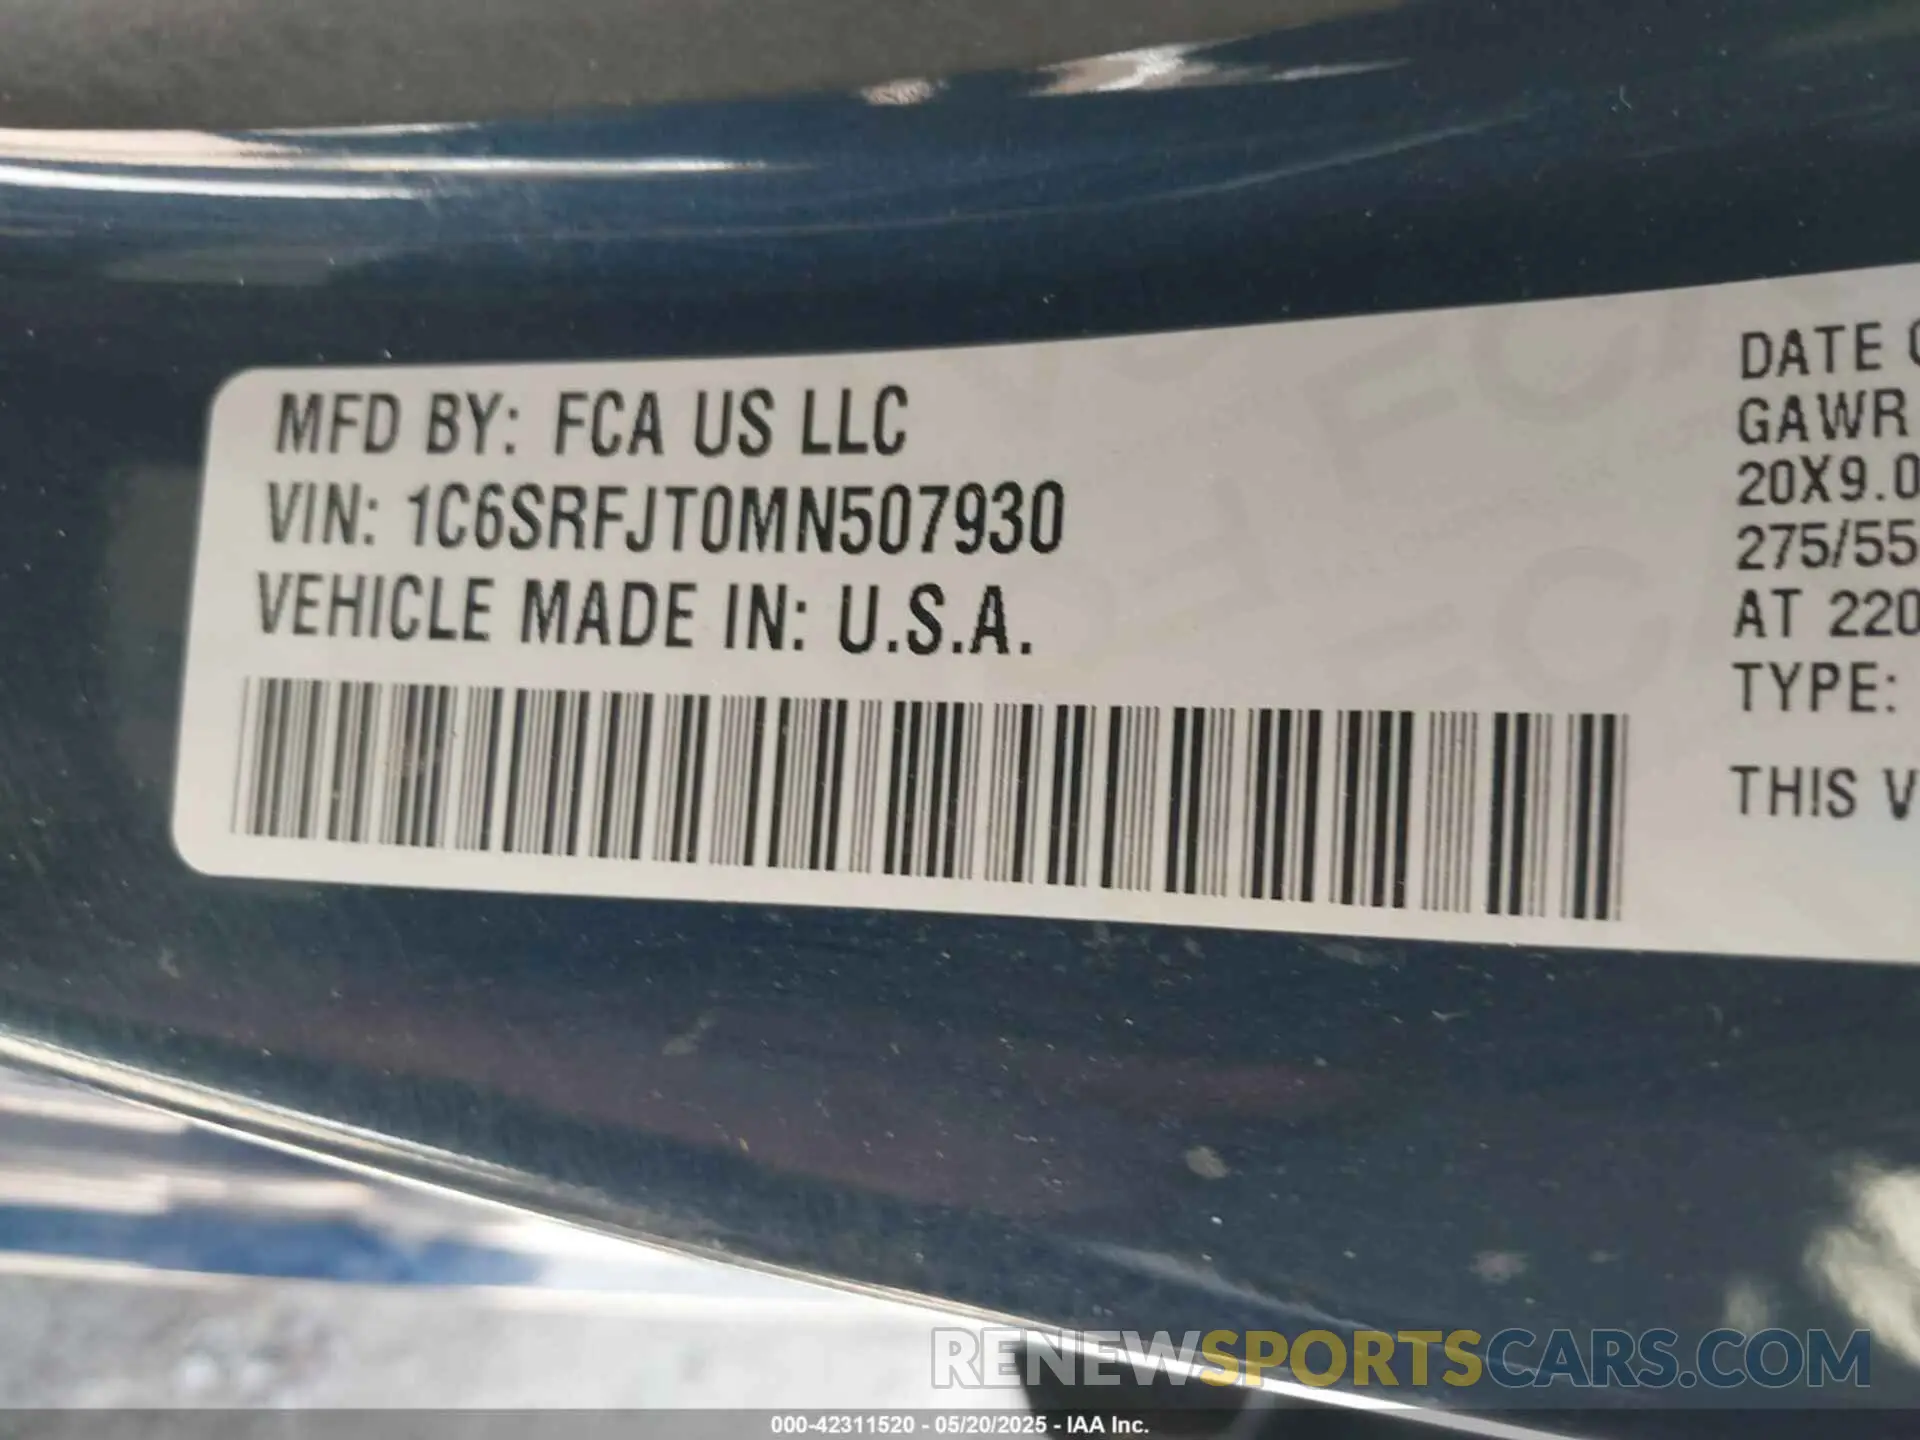 MFD BY: FCA US LLC
VIN: 1C6SRFJT0MN507930
VEHICLE MADE IN: U.S.A.
DATE
GAWR
20X9.0
275/55
AT 220
TYPE:
THIS V
RENEWSPORTSCARS.COM
000-42311520 - 05/20/2025 - IAA Inc.